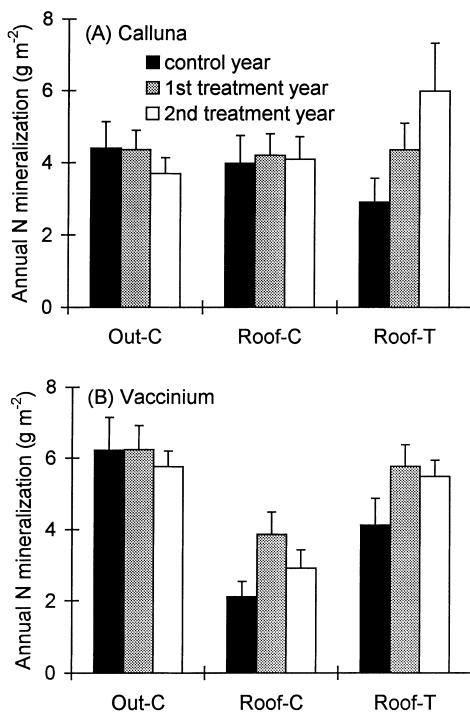 (A) Calluna
control year
1st treatment year
2nd treatment year
Annual N mineralization (g m⁻²)
8
6
4
2
0
Out-C Roof-C Roof-T
(B) Vaccinium
Annual N mineralization (g m⁻²)
8
6
4
2
0
Out-C Roof-C Roof-T